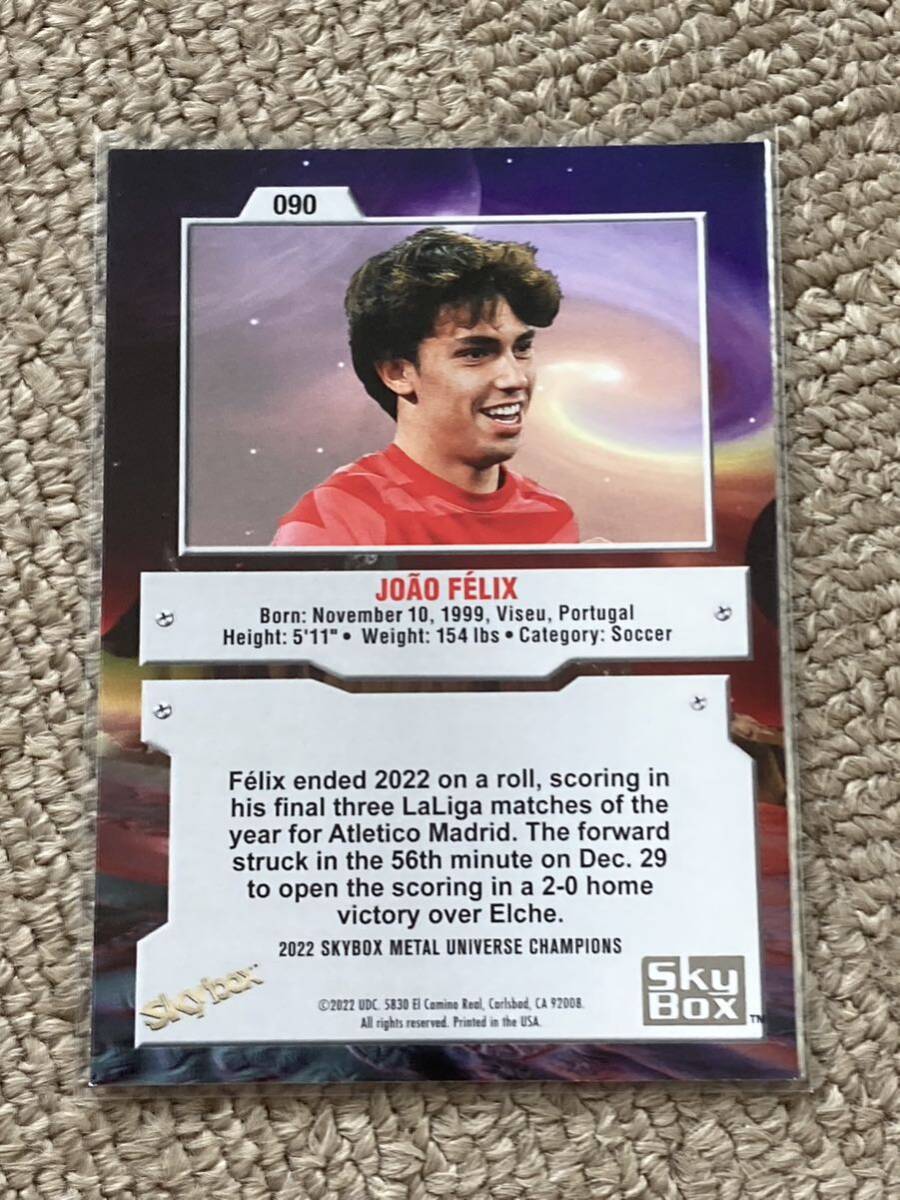 090
JOÃO FÉLIX
Born: November 10, 1999, Viseu, Portugal
Height: 5'11" • Weight: 154 lbs • Category: Soccer
Félix ended 2022 on a roll, scoring in
his final three LaLiga matches of the
year for Atletico Madrid. The forward
struck in the 56th minute on Dec. 29
to open the scoring in a 2-0 home
victory over Elche.
2022 SKYBOX METAL UNIVERSE CHAMPIONS
Skybox™
©2022 UDC. 5830 El Camino Real, Carlsbad, CA 92008.
All rights reserved. Printed in the USA.
Sky
Box™